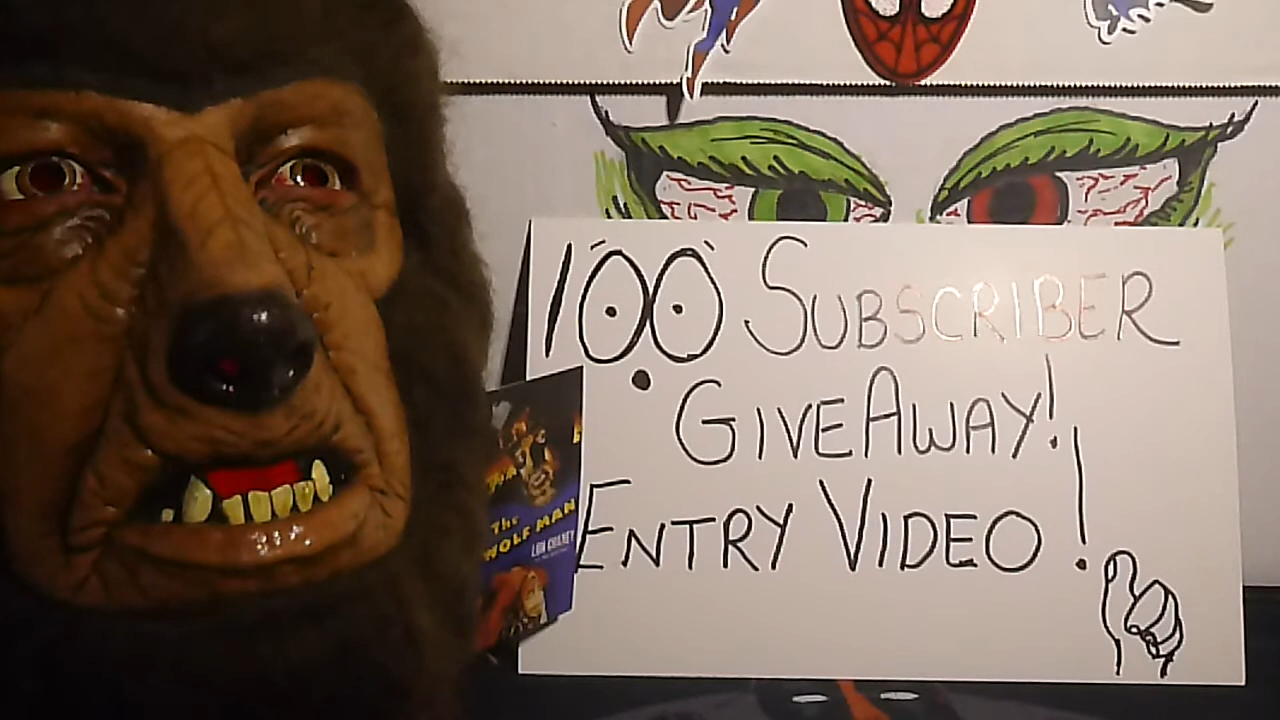 100 SUBSCRIBER
GIVEAWAY!
ENTRY VIDEO!
The
WOLF MAN
LON CHANEY